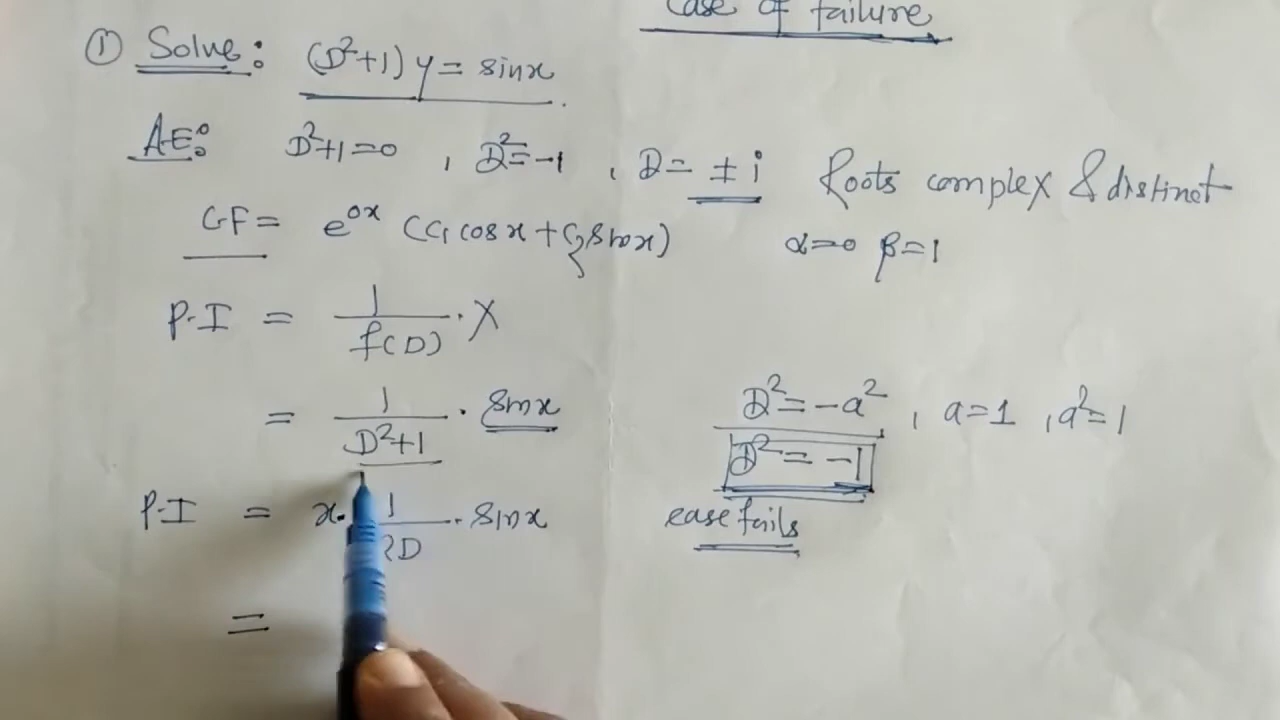 Case of failure
① Solve: (D²+1) y = sinx.
A.E: D²+1=0 , D²=-1 , D= ±i Roots complex & distinct
CF = e⁰ˣ (C₁ cosx + C₂ sinx) α=0 β=1
P.I = 1/f(D) · X
= 1/D²+1 · sinx D²=-a² , a=1 , a²=1
D²=-1
P.I = x. 1/2D · sinx case fails
=